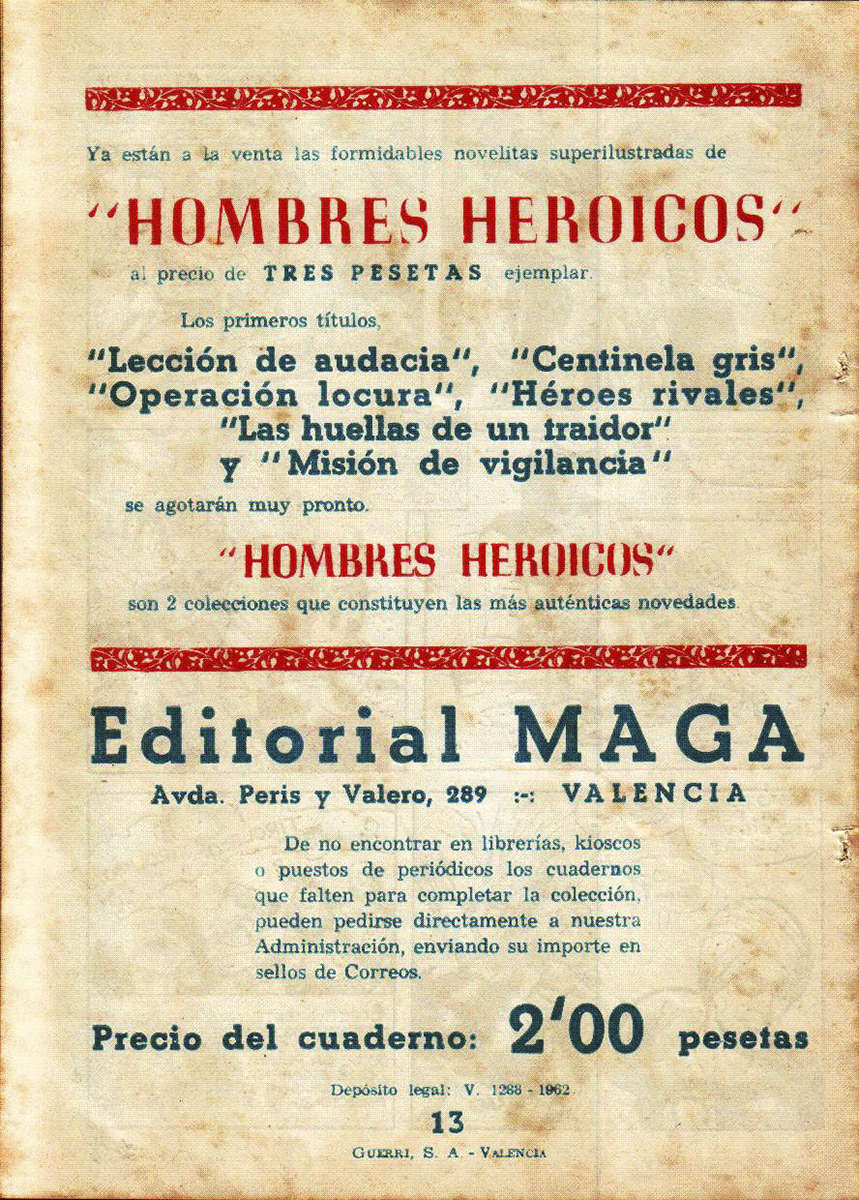 Ya están a la venta las formidables novelitas superilustradas de
"HOMBRES HEROICOS"
al precio de TRES PESETAS ejemplar.
Los primeros títulos,
"Lección de audacia", "Centinela gris",
"Operación locura", "Héroes rivales",
"Las huellas de un traidor"
y "Misión de vigilancia"
se agotarán muy pronto.
"HOMBRES HEROICOS"
son 2 colecciones que constituyen las más auténticas novedades.
Editorial MAGA
Avda. Peris y Valero, 289 :-: VALENCIA
De no encontrar en librerías, kioscos
o puestos de periódicos los cuadernos
que falten para completar la colección,
pueden pedirse directamente a nuestra
Administración, enviando su importe en
sellos de Correos.
Precio del cuaderno: 2'00 pesetas
Depósito legal: V. 1288 - 1962
13
GUERRI, S. A. - VALENCIA